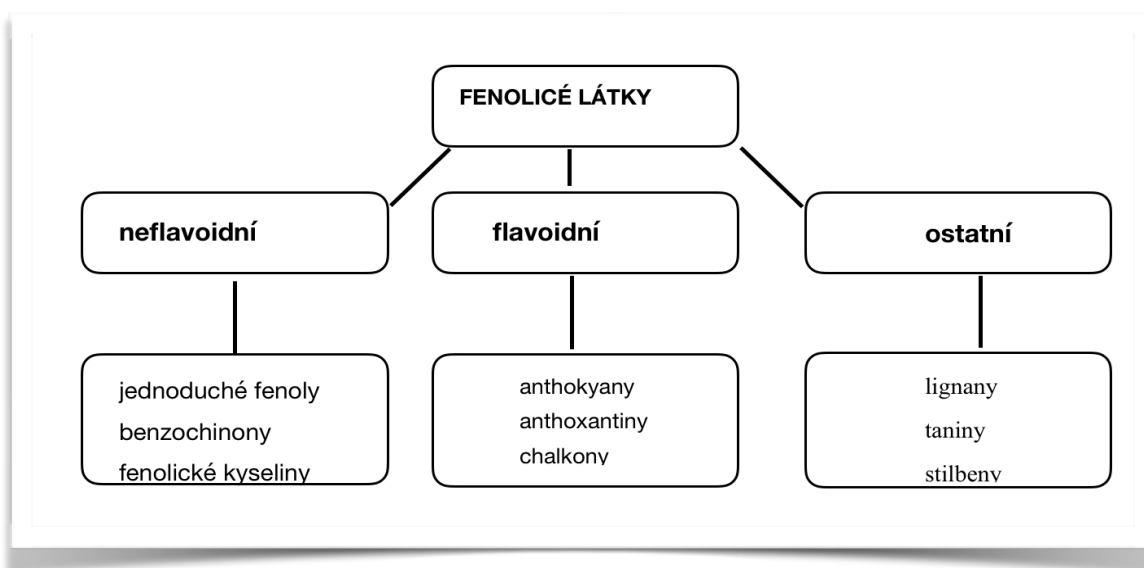 FENOLICÉ LÁTKY
neflavoidní
flavoidní
ostatní
jednoduché fenoly
benzochinony
fenolické kyseliny
anthokyany
anthoxantiny
chalkony
lignany
taniny
stilbeny